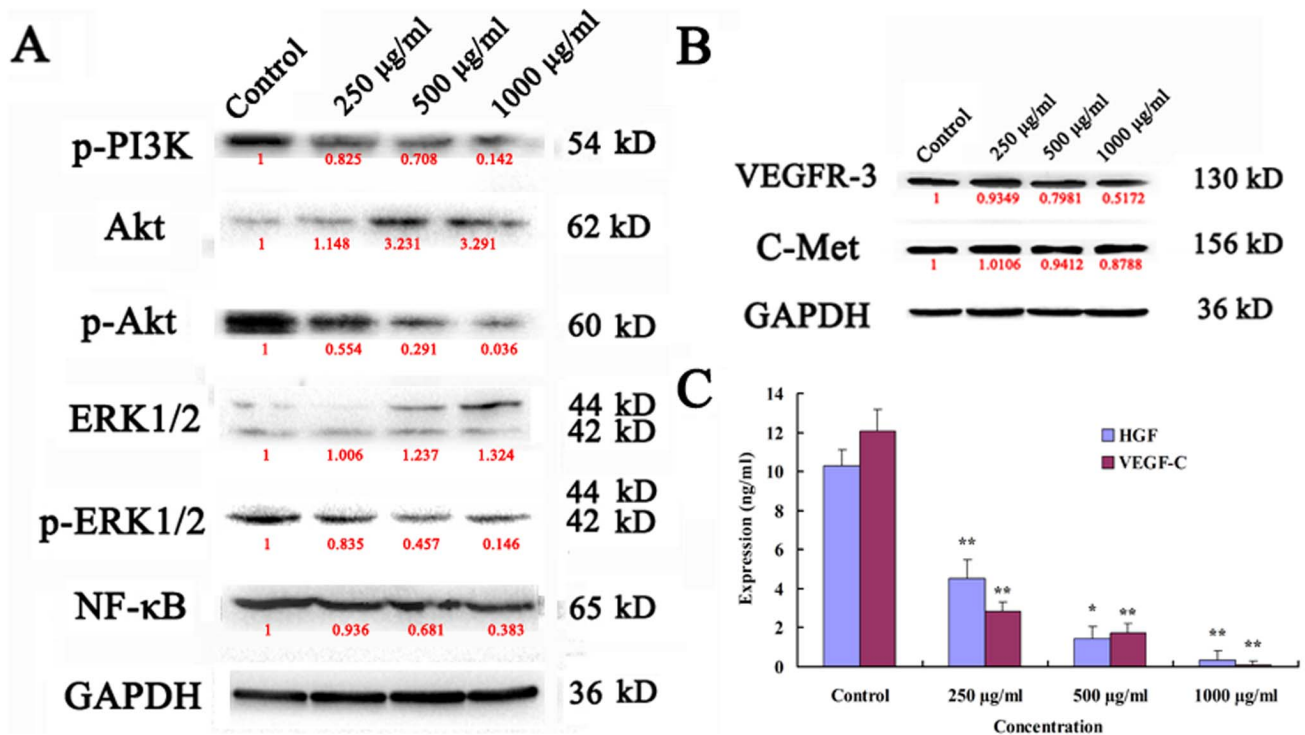 A
Control 250 µg/ml 500 µg/ml 1000 µg/ml
p-PI3K 54 kD
1 0.825 0.708 0.142
Akt 62 kD
1 1.148 3.231 3.291
p-Akt 60 kD
1 0.554 0.291 0.036
ERK1/2 44 kD
42 kD
1 1.006 1.237 1.324
44 kD
p-ERK1/2 42 kD
1 0.835 0.457 0.146
NF-κB 65 kD
1 0.936 0.681 0.383
GAPDH 36 kD
B
Control 250 µg/ml 500 µg/ml 1000 µg/ml
VEGFR-3 130 kD
1 0.9349 0.7981 0.5172
C-Met 156 kD
1 1.0106 0.9412 0.8788
GAPDH 36 kD
C
14
12
10
8
6
4
2
0
Expression (ng/ml)
HGF
VEGF-C
** ** * ** ** **
Control 250 µg/ml 500 µg/ml 1000 µg/ml
Concentration